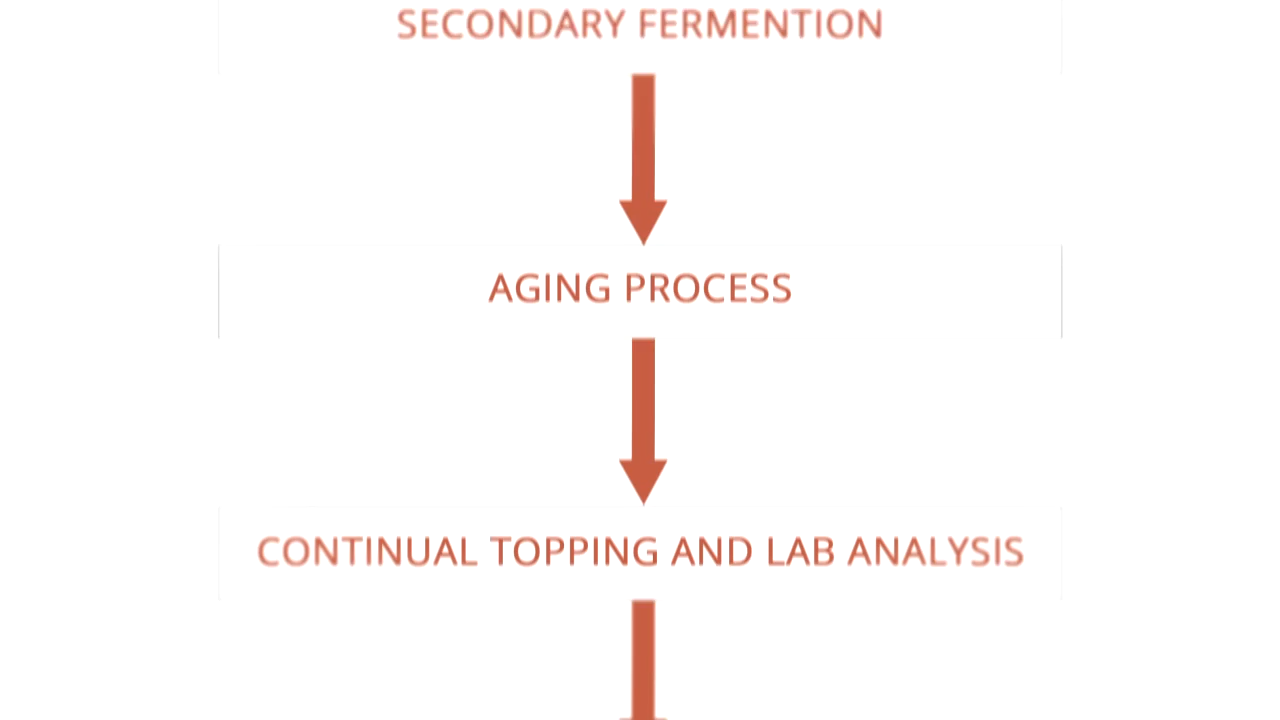 SECONDARY FERMENTION
AGING PROCESS
CONTINUAL TOPPING AND LAB ANALYSIS